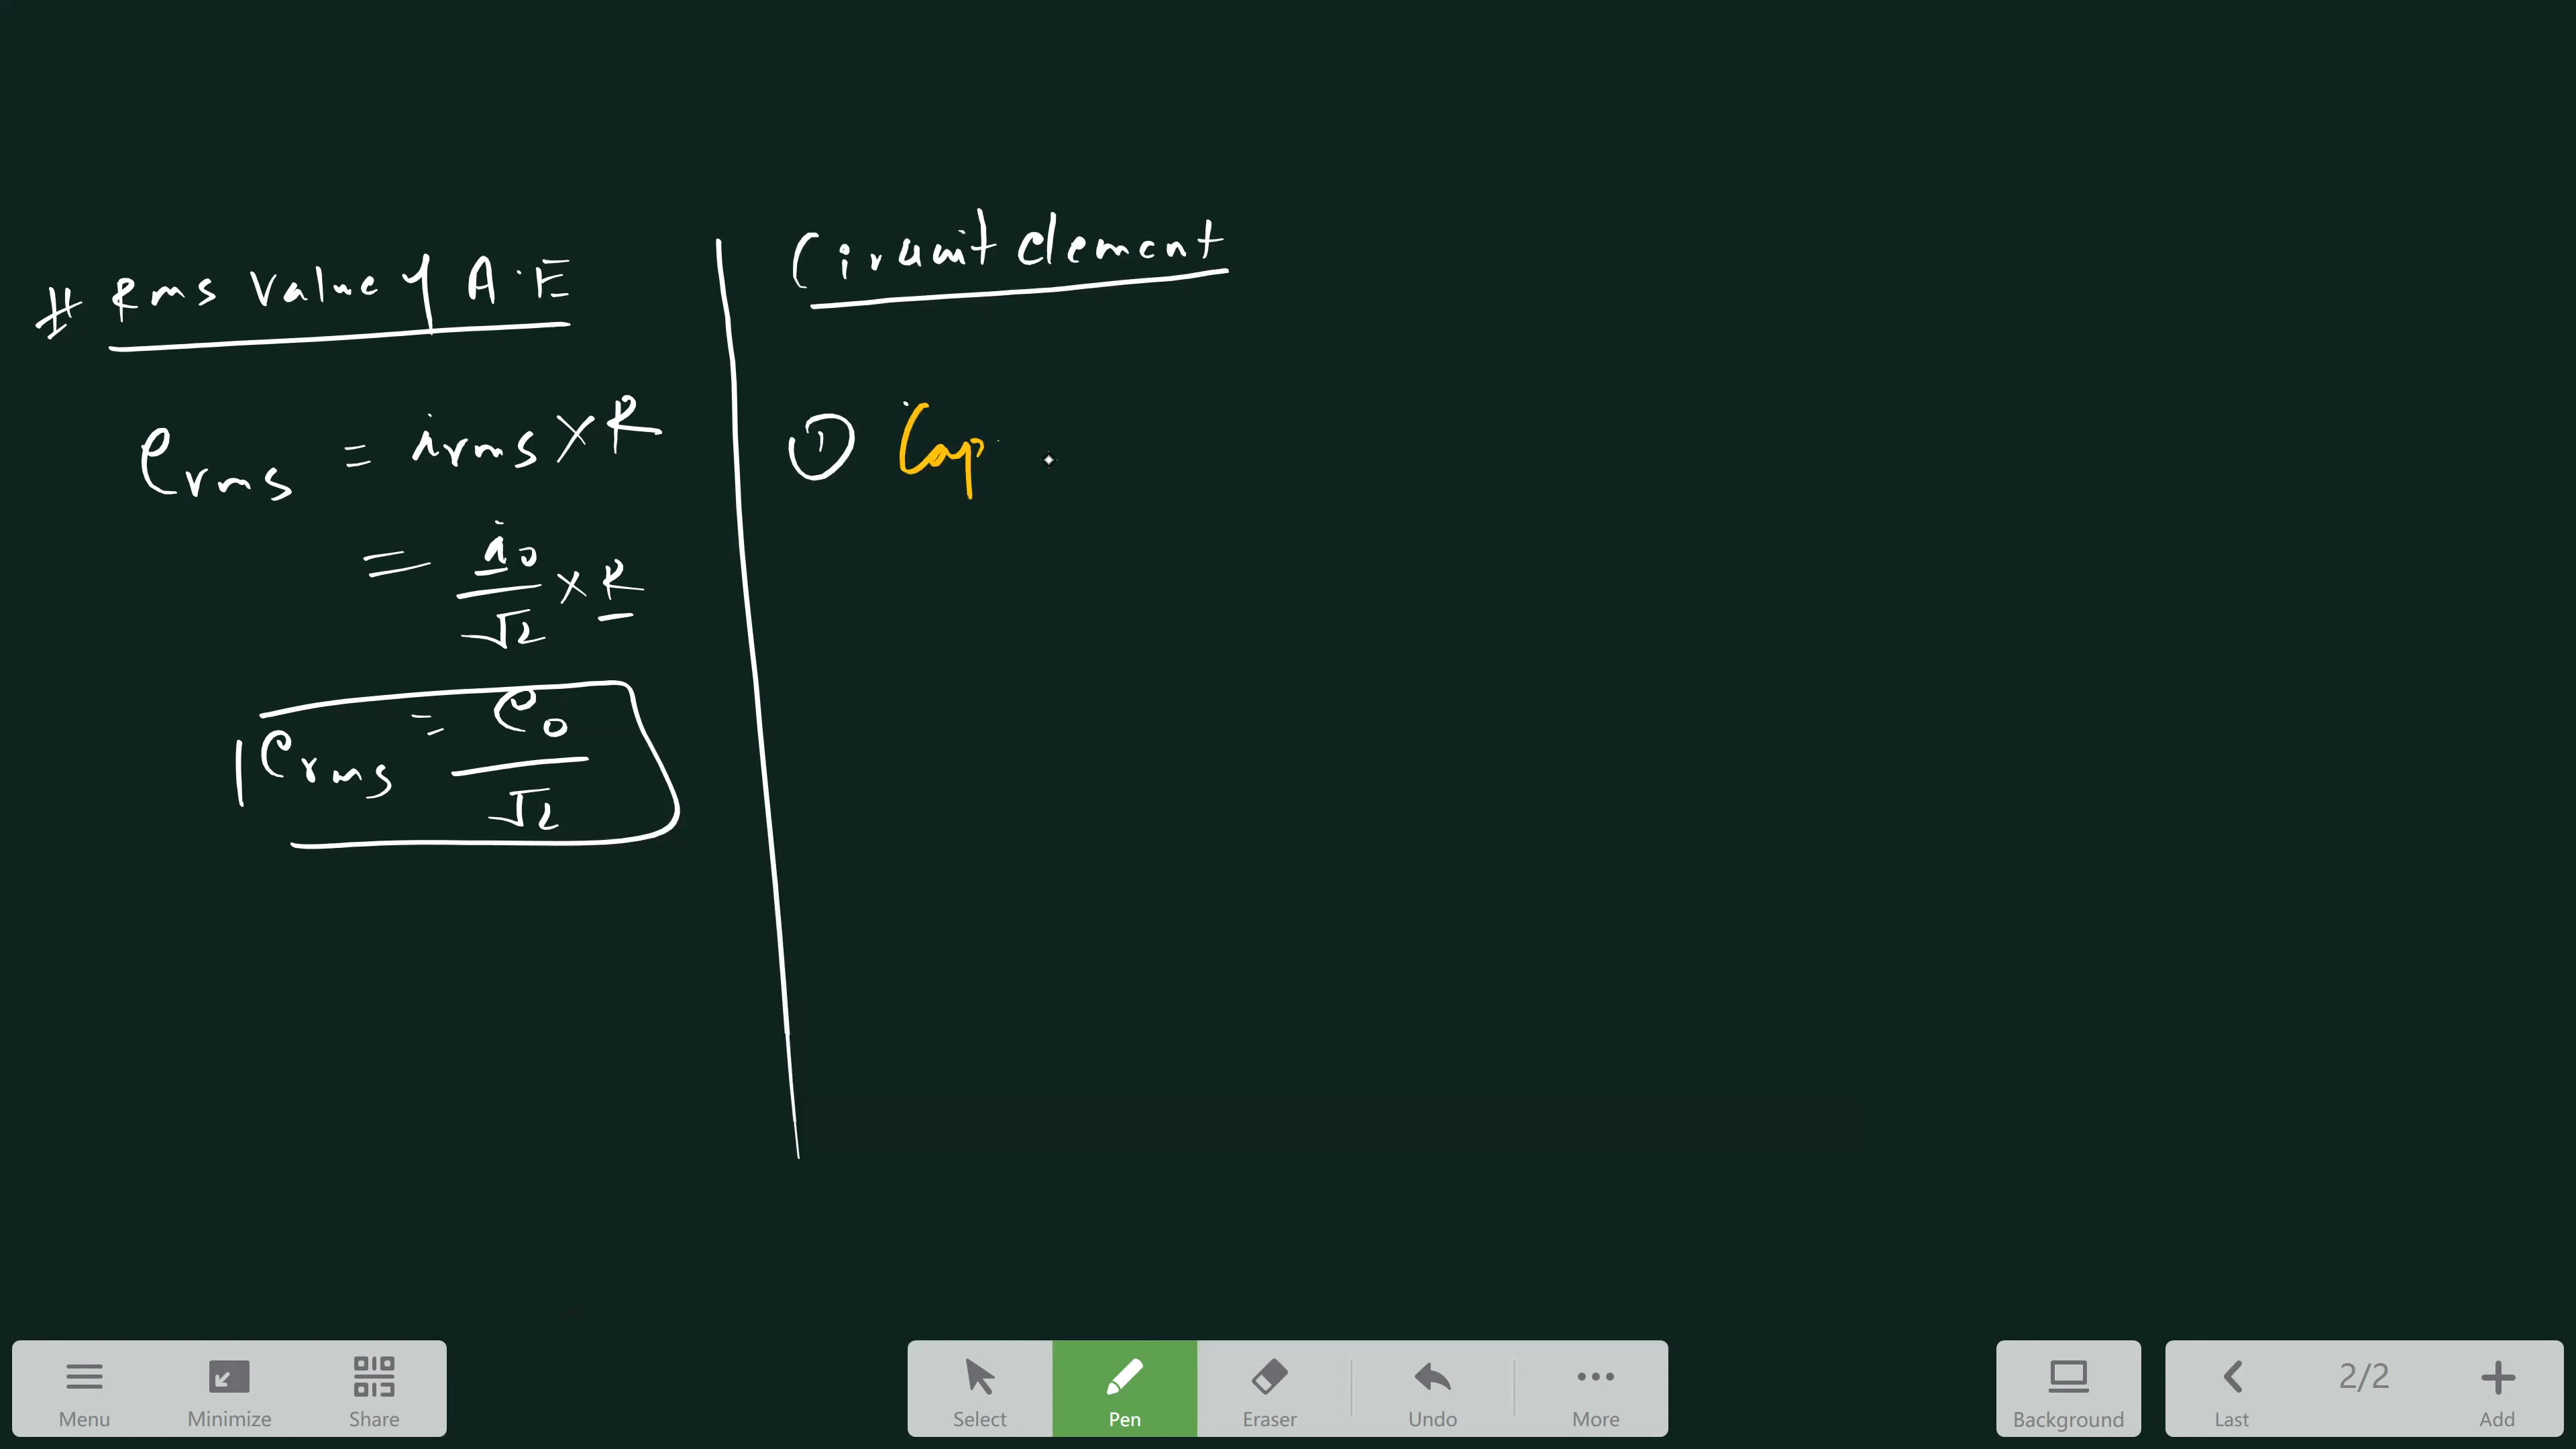 # Rms Value of A.E
erms = irms × R
= i0/√2 × R
erms = e0/√2
Ciruuit element
① Cap
Menu
Minimize
Share
Select
Pen
Eraser
Undo
More
Background
Last
2/2
Add